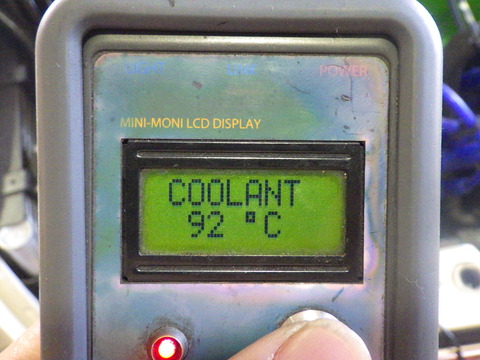 POWER
MINI-MONI LCD DISPLAY
COOLANT
92 °C